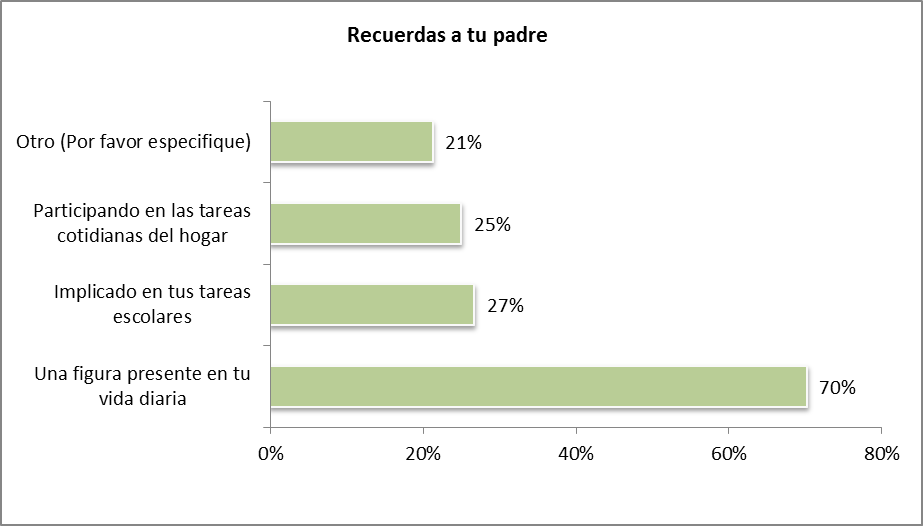 Recuerdas a tu padre
Otro (Por favor especifique)
21%
Participando en las tareas
cotidianas del hogar
25%
Implicado en tus tareas
escolares
27%
Una figura presente en tu
vida diaria
70%
0%
20%
40%
60%
80%